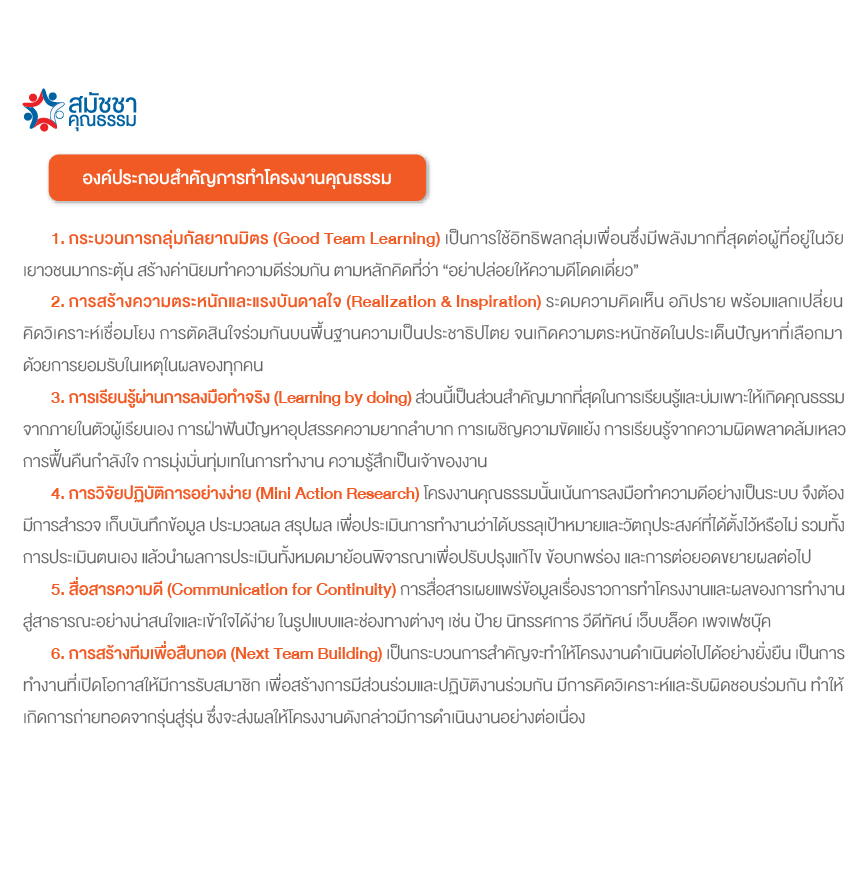 สมัชชา
คุณธรรม
องค์ประกอบสำคัญการทำโครงงานคุณธรรม
1. กระบวนการกลุ่มกัลยาณมิตร (Good Team Learning) เป็นการใช้อิทธิพลกลุ่มเพื่อนซึ่งมีพลังมากที่สุดต่อผู้ที่อยู่ในวัย
เยาวชนมากระตุ้น สร้างค่านิยมทำความดีร่วมกัน ตามหลักคิดที่ว่า “อย่าปล่อยให้ความดีโดดเดี่ยว”
2. การสร้างความตระหนักและแรงบันดาลใจ (Realization & Inspiration) ระดมความคิดเห็น อภิปราย พร้อมแลกเปลี่ยน
คิดวิเคราะห์เชื่อมโยง การตัดสินใจร่วมกันบนพื้นฐานความเป็นประชาธิปไตย จนเกิดความตระหนักชัดในประเด็นปัญหาที่เลือกมา
ด้วยการยอมรับในเหตุในผลของทุกคน
3. การเรียนรู้ผ่านการลงมือทำจริง (Learning by doing) ส่วนนี้เป็นส่วนสำคัญมากที่สุดในการเรียนรู้และบ่มเพาะให้เกิดคุณธรรม
จากภายในตัวผู้เรียนเอง การฝ่าฟันปัญหาอุปสรรคความยากลำบาก การเผชิญความขัดแย้ง การเรียนรู้จากความผิดพลาดล้มเหลว
การฟื้นคืนกำลังใจ การมุ่งมั่นทุ่มเทในการทำงาน ความรู้สึกเป็นเจ้าของงาน
4. การวิจัยปฏิบัติการอย่างง่าย (Mini Action Research) โครงงานคุณธรรมนั้นเน้นการลงมือทำความดีอย่างเป็นระบบ จึงต้อง
มีการสำรวจ เก็บบันทึกข้อมูล ประมวลผล สรุปผล เพื่อประเมินการทำงานว่าได้บรรลุเป้าหมายและวัตถุประสงค์ที่ได้ตั้งไว้หรือไม่ รวมทั้ง
การประเมินตนเอง แล้วนำผลการประเมินทั้งหมดมาย้อนพิจารณาเพื่อปรับปรุงแก้ไข ข้อบกพร่อง และการต่อยอดขยายผลต่อไป
5. สื่อสารความดี (Communication for Continuity) การสื่อสารเผยแพร่ข้อมูลเรื่องราวการทำโครงงานและผลของการทำงาน
สู่สาธารณะอย่างน่าสนใจและเข้าใจได้ง่าย ในรูปแบบและช่องทางต่างๆ เช่น ป้าย นิทรรศการ วีดีทัศน์ เว็บบล็อค เพจเฟซบุ๊ค
6. การสร้างทีมเพื่อสืบทอด (Next Team Building) เป็นกระบวนการสำคัญจะทำให้โครงงานดำเนินต่อไปได้อย่างยั่งยืน เป็นการ
ทำงานที่เปิดโอกาสให้มีการรับสมาชิก เพื่อสร้างการมีส่วนร่วมและปฏิบัติงานร่วมกัน มีการคิดวิเคราะห์และรับผิดชอบร่วมกัน ทำให้
เกิดการถ่ายทอดจากรุ่นสู่รุ่น ซึ่งจะส่งผลให้โครงงานดังกล่าวมีการดำเนินงานอย่างต่อเนื่อง